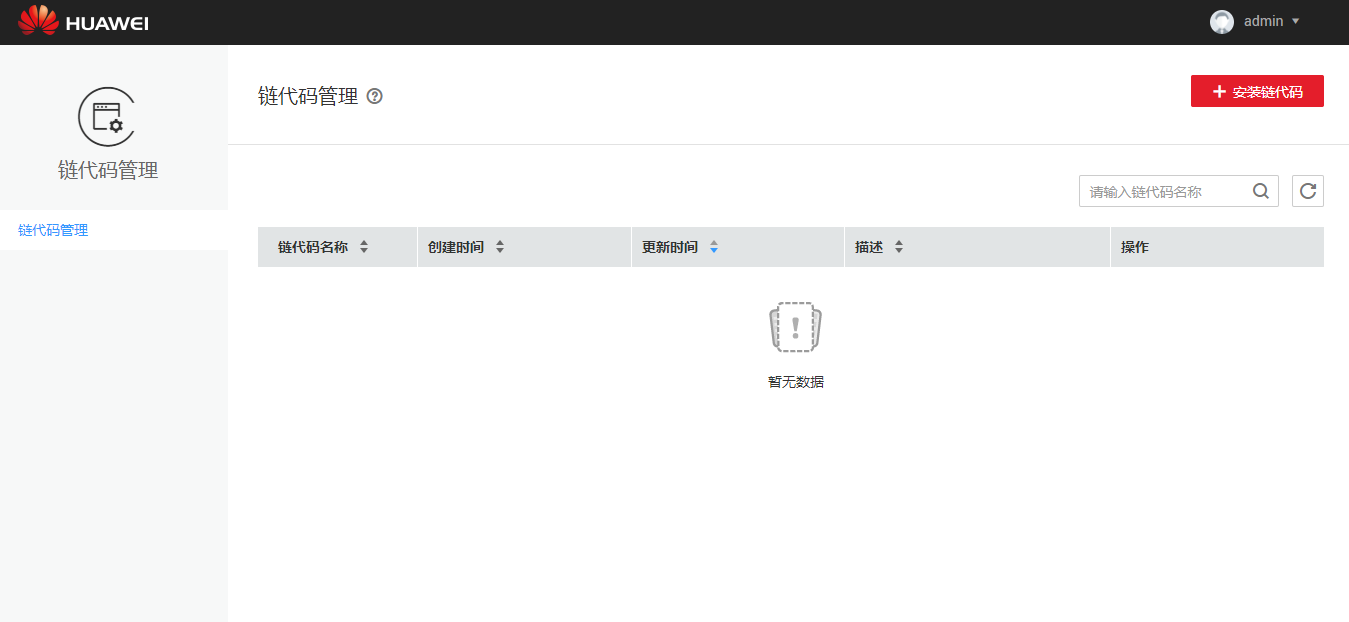 HUAWEI
admin
链代码管理
链代码管理
链代码管理
安装链代码
请输入链代码名称
链代码名称 创建时间 更新时间 描述 操作
暂无数据